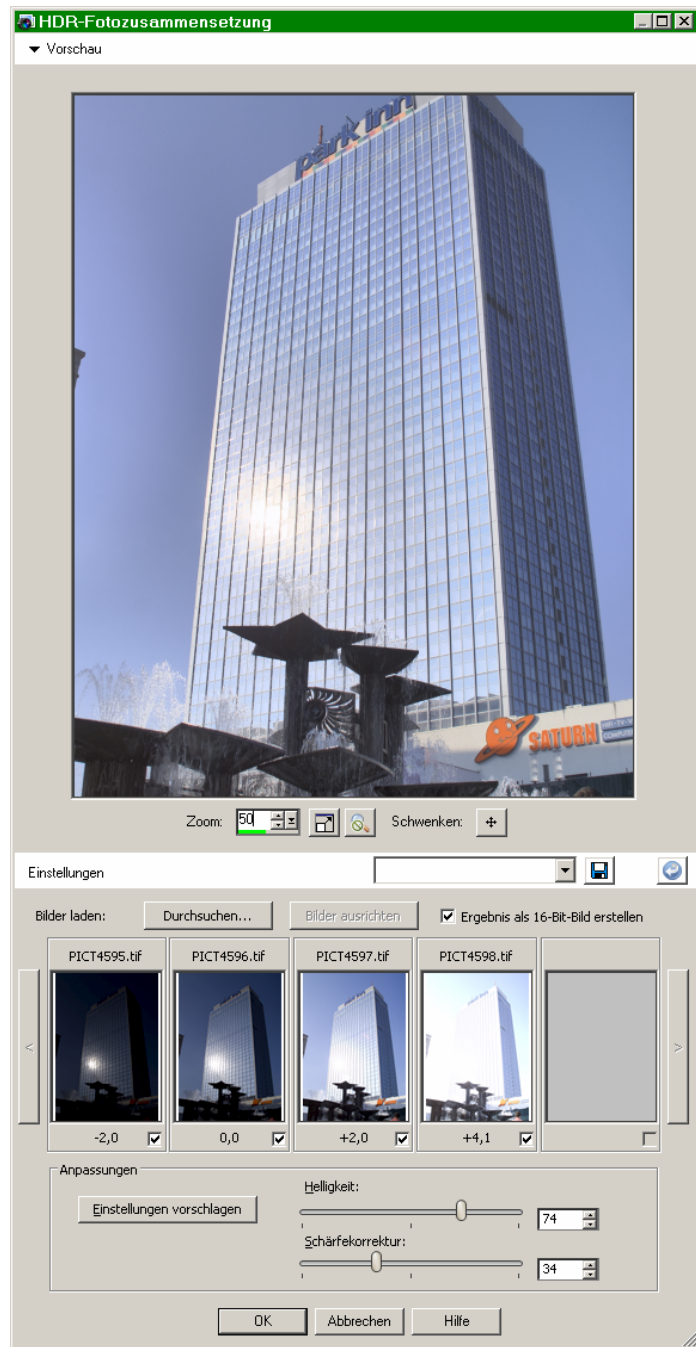 HDR-Fotozusammensetzung
Vorschau
park inn
SATURN
Zoom: 50 Schwenken:
Einstellungen
Bilder laden: Durchsuchen... Bilder ausrichten Ergebnis als 16-Bit-Bild erstellen
PICT4595.tif PICT4596.tif PICT4597.tif PICT4598.tif
< >
-2,0 0,0 +2,0 +4,1
Anpassungen
Helligkeit:
Einstellungen vorschlagen 74
Schärfekorrektur:
34
OK Abbrechen Hilfe